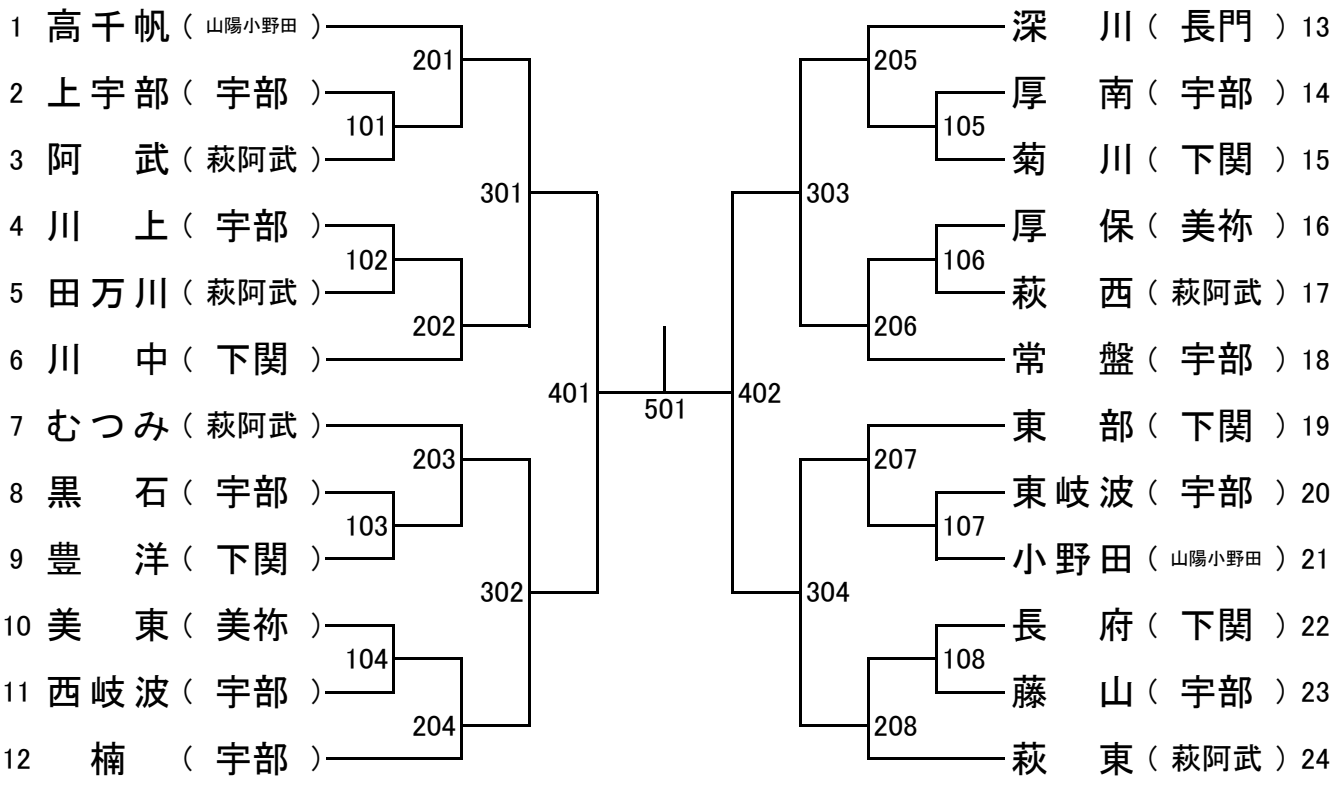 1 高千帆 ( 山陽小野田 )
201
2 上宇部 ( 宇部 )
101
3 阿 武 ( 萩阿武 )
301
4 川 上 ( 宇部 )
102
5 田万川 ( 萩阿武 )
202
6 川 中 ( 下関 )
401
7 むつみ ( 萩阿武 )
203
8 黒 石 ( 宇部 )
103
9 豊 洋 ( 下関 )
302
10 美 東 ( 美祢 )
104
11 西岐波 ( 宇部 )
204
12 楠 ( 宇部 )
501
深 川 ( 長門 ) 13
205
厚 南 ( 宇部 ) 14
105
菊 川 ( 下関 ) 15
303
厚 保 ( 美祢 ) 16
106
萩 西 ( 萩阿武 ) 17
206
常 盤 ( 宇部 ) 18
402
東 部 ( 下関 ) 19
207
東岐波 ( 宇部 ) 20
107
小野田 ( 山陽小野田 ) 21
304
長 府 ( 下関 ) 22
108
藤 山 ( 宇部 ) 23
208
萩 東 ( 萩阿武 ) 24